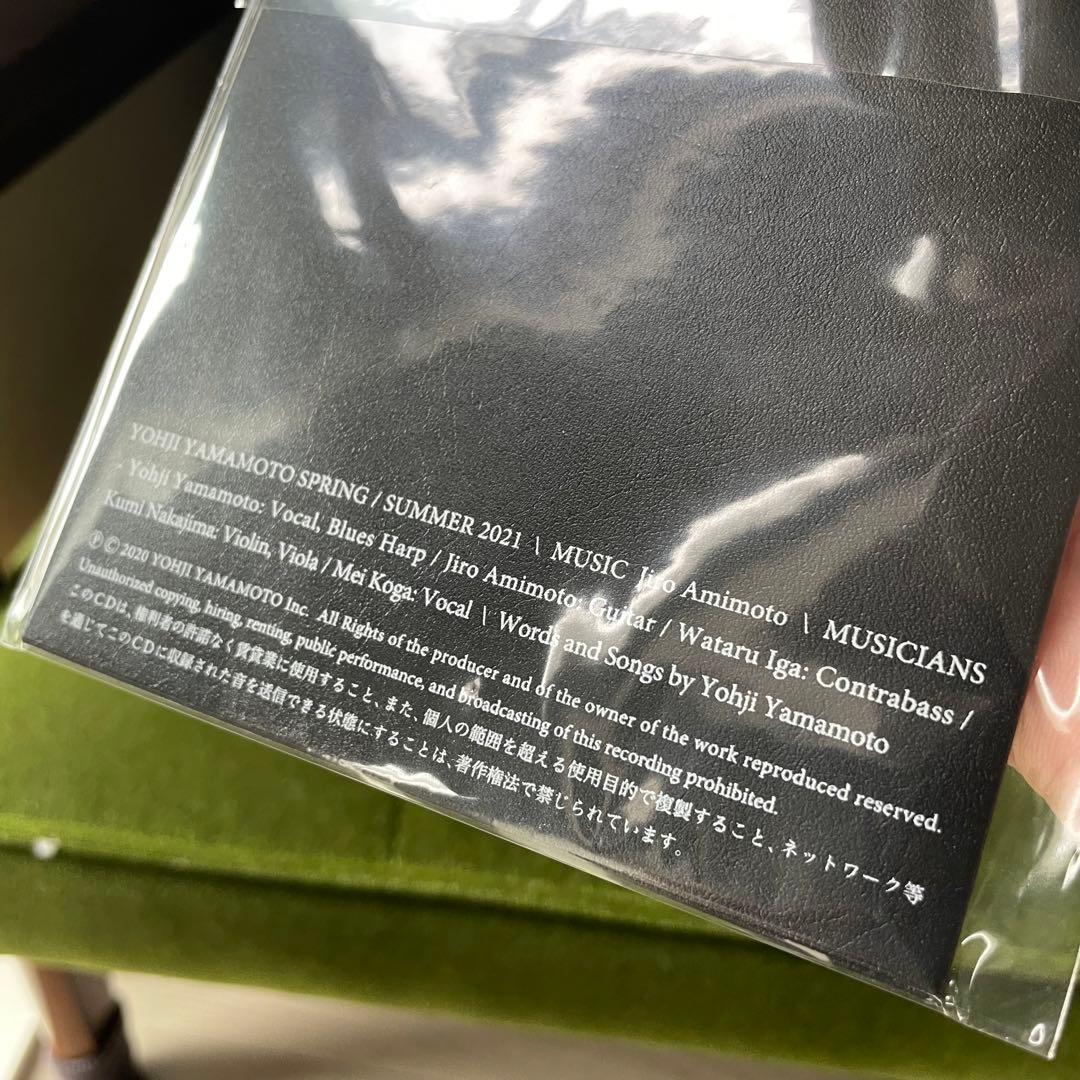 YOHJI YAMAMOTO SPRING / SUMMER 2021 \ MUSIC Jiro Amimoto \ MUSICIANS
. Yohji Yamamoto: Vocal, Blues Harp / Jiro Amimoto: Guitar / Wataru Iga: Contrabass /
Kumi Nakajima: Violin, Viola / Mei Koga: Vocal \ Words and Songs by Yohji Yamamoto
Ⓟ Ⓒ 2020 YOHJI YAMAMOTO Inc. All Rights of the producer and of the owner of the work reproduced reserved.
Unauthorized copying, hiring, renting, public performance, and broadcasting of this recording prohibited.
このCDは、権利者の許諾なく賃貸業に使用すること、また、個人の範囲を超える使用目的で複製すること、ネットワーク等
を通じてこのCDに収録された音を送信できる状態にすることは、著作権法で禁じられています。